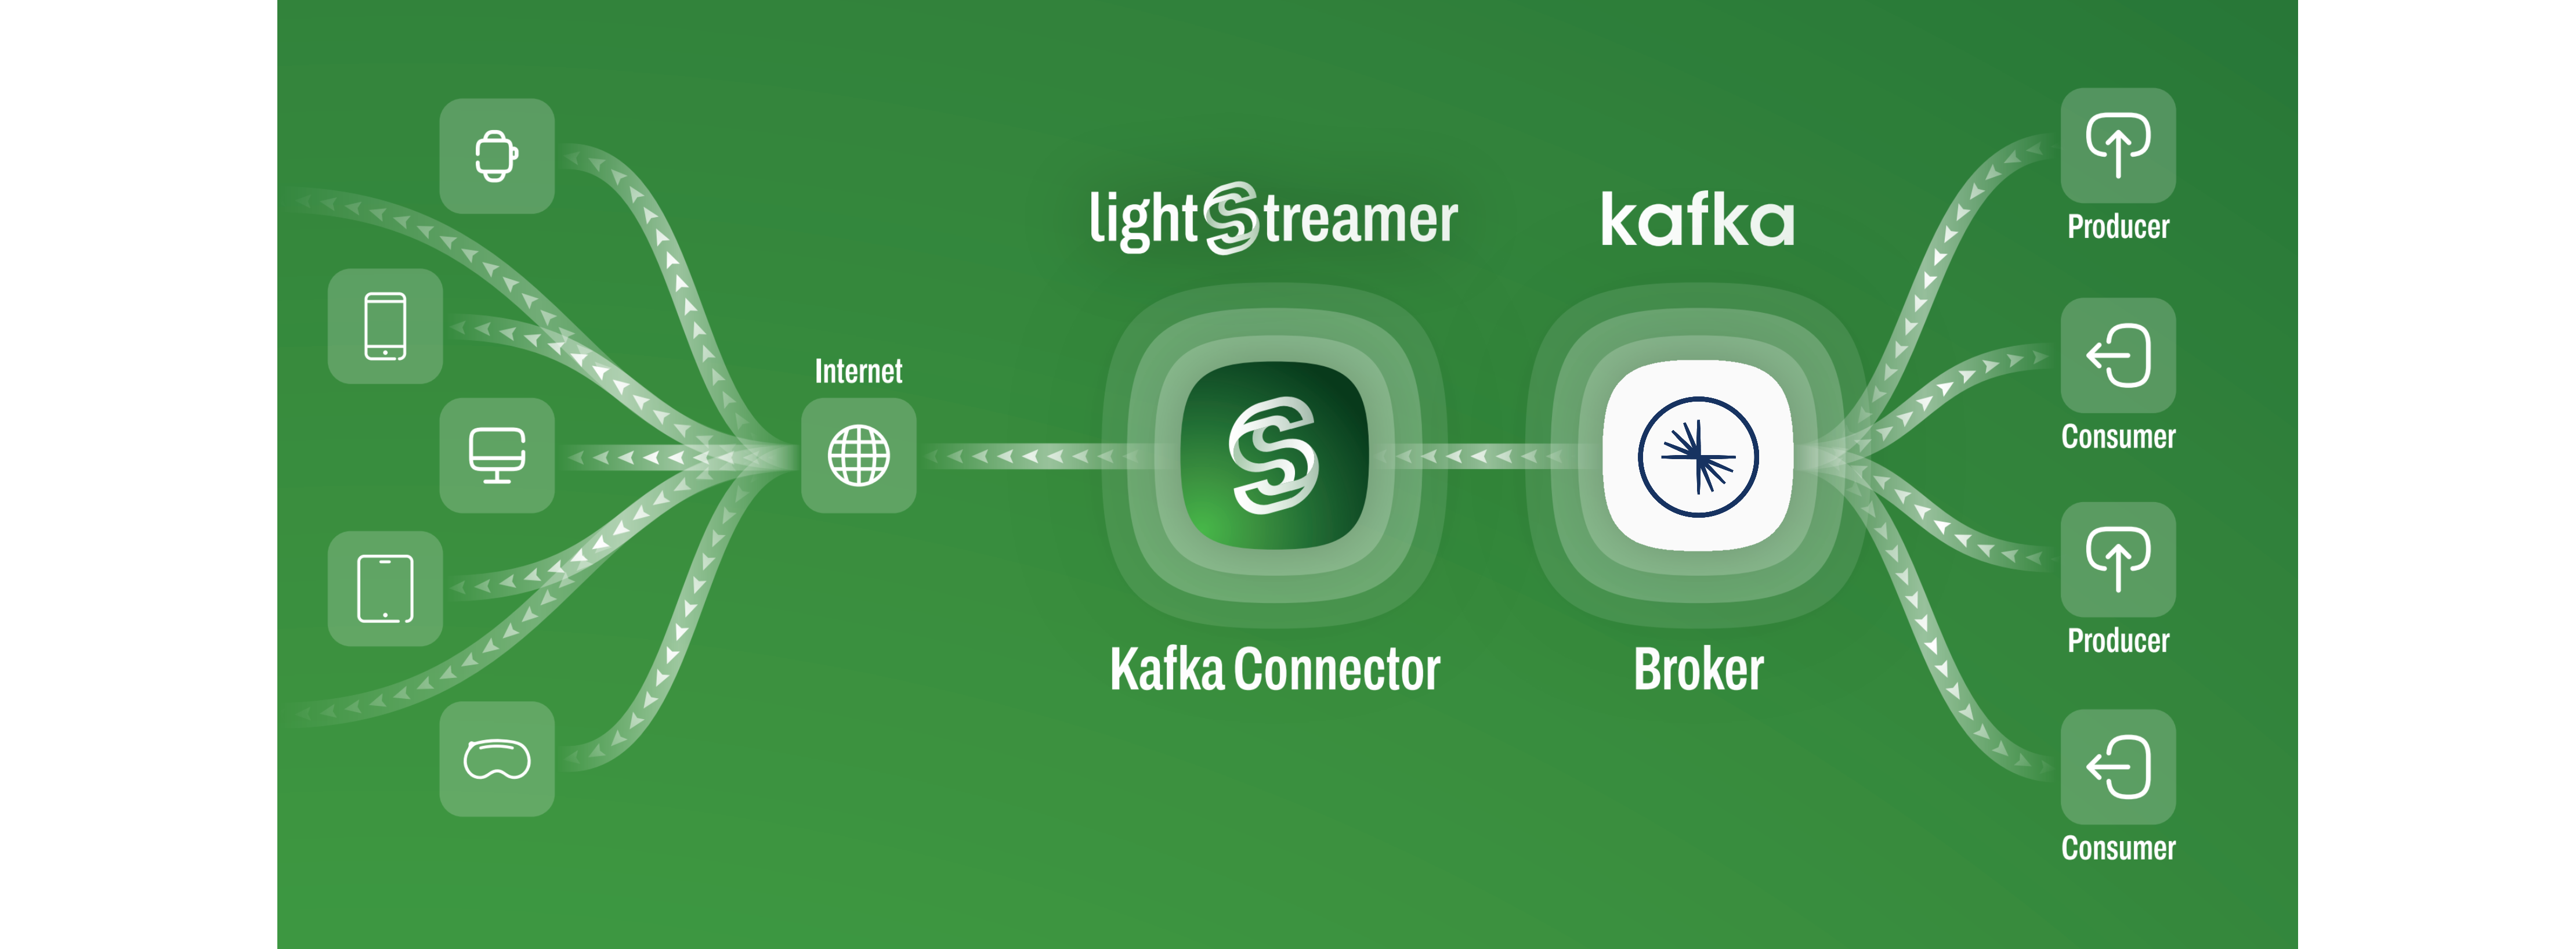 lightStreamer
kafka
Internet
Kafka Connector
Broker
Producer
Consumer
Producer
Consumer